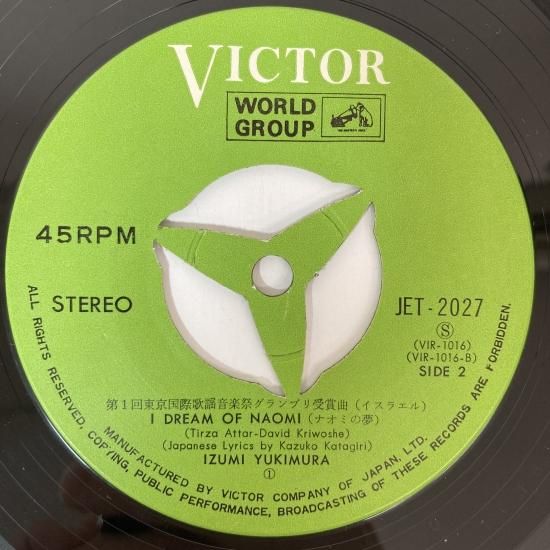 VICTOR
WORLD
GROUP
45RPM
STEREO
JET-2027
Ⓢ
(VIR-1016)
(VIR-1016-B)
SIDE 2
第1回東京国際歌謡音楽祭グランプリ受賞曲(イスラエル)
I DREAM OF NAOMI(ナオミの夢)
(Tirza Attar-David Kriwoshe)
(Japanese Lyrics by Kazuko Katagiri)
IZUMI YUKIMURA
①
MANUFACTURED BY VICTOR COMPANY OF JAPAN, LTD.
ALL RIGHTS RESERVED, COPYING, PUBLIC PERFORMANCE, BROADCASTING OF THESE RECORDS ARE FORBIDDEN.